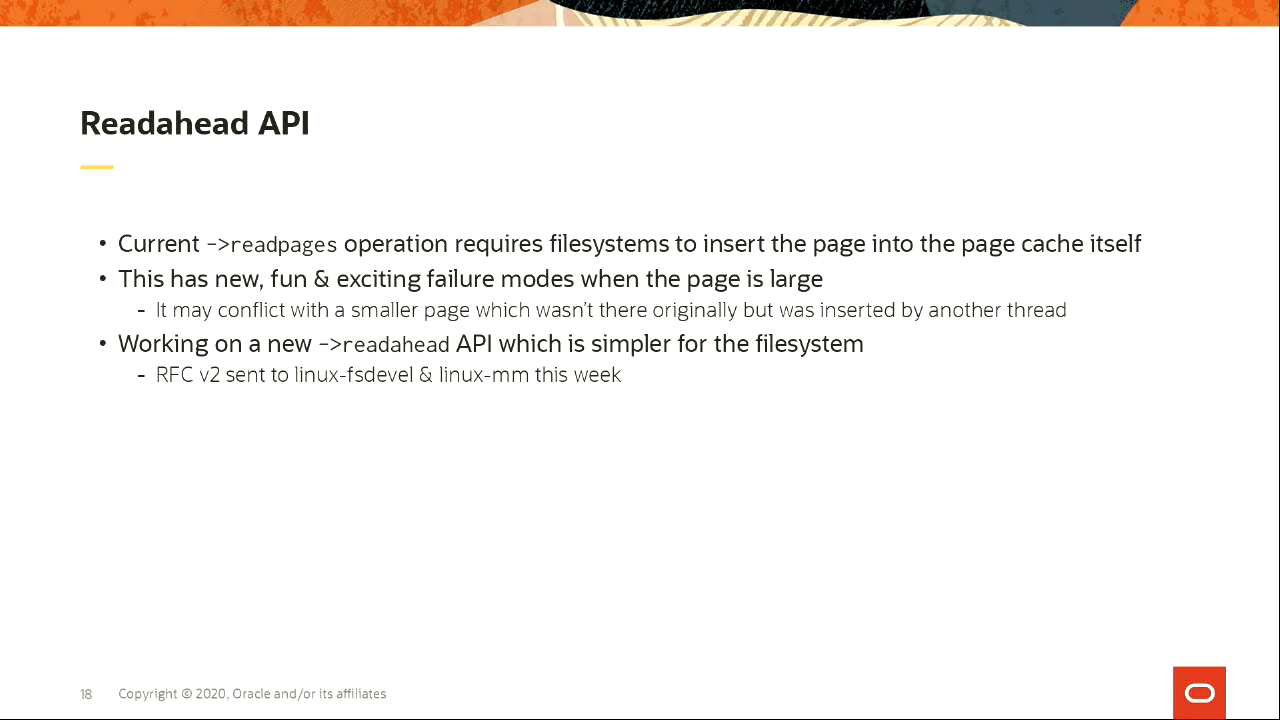 Readahead API
• Current ->readpages operation requires filesystems to insert the page into the page cache itself
• This has new, fun & exciting failure modes when the page is large
- It may conflict with a smaller page which wasn’t there originally but was inserted by another thread
• Working on a new ->readahead API which is simpler for the filesystem
- RFC v2 sent to linux-fsdevel & linux-mm this week
18 Copyright © 2020, Oracle and/or its affiliates